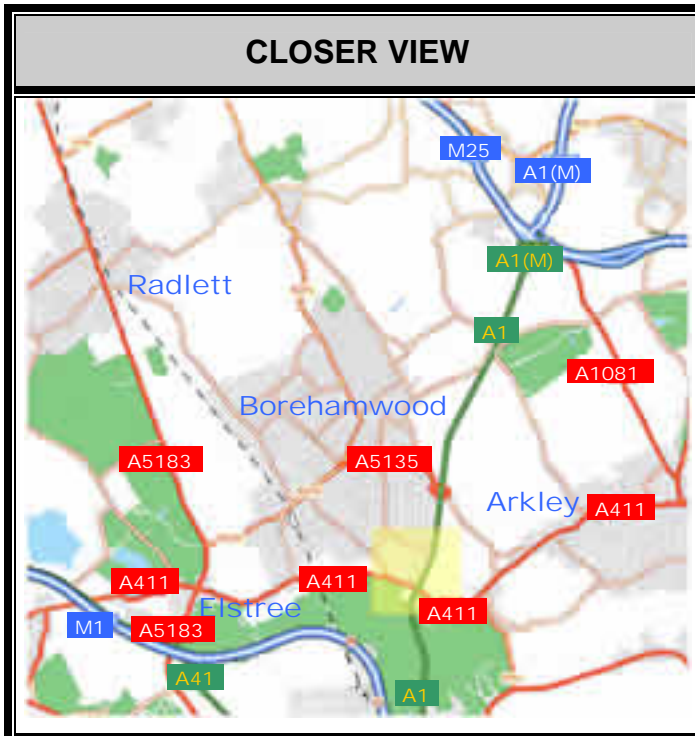 CLOSER VIEW
M25
A1(M)
A1(M)
Radlett
A1
A1081
Borehamwood
A5183
A5135
Arkley
A411
A411
A411
Elstree
A411
M1
A5183
A41
A1